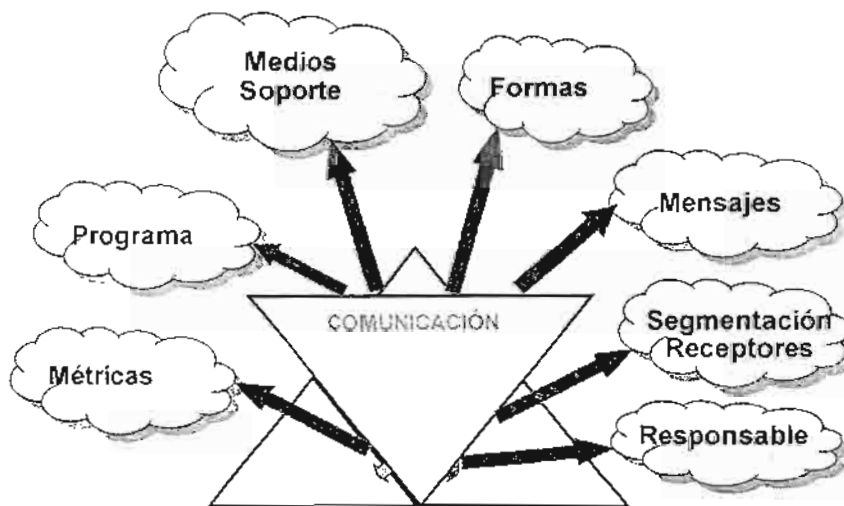 Medios
Soporte
Formas
Mensajes
Programa
Segmentación
Receptores
COMUNICACIÓN
Métricas
Responsable